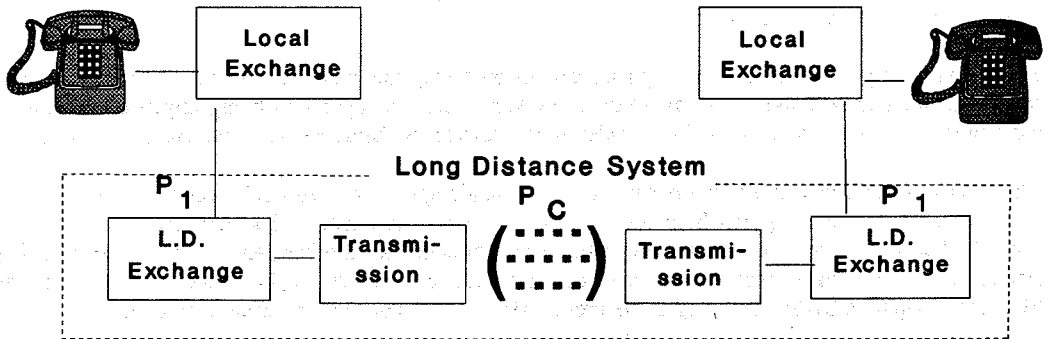 Local
Exchange
Local
Exchange
Long Distance System
P 1
P C
P 1
L.D.
Exchange
Transmi-
ssion
Transmi-
ssion
L.D.
Exchange